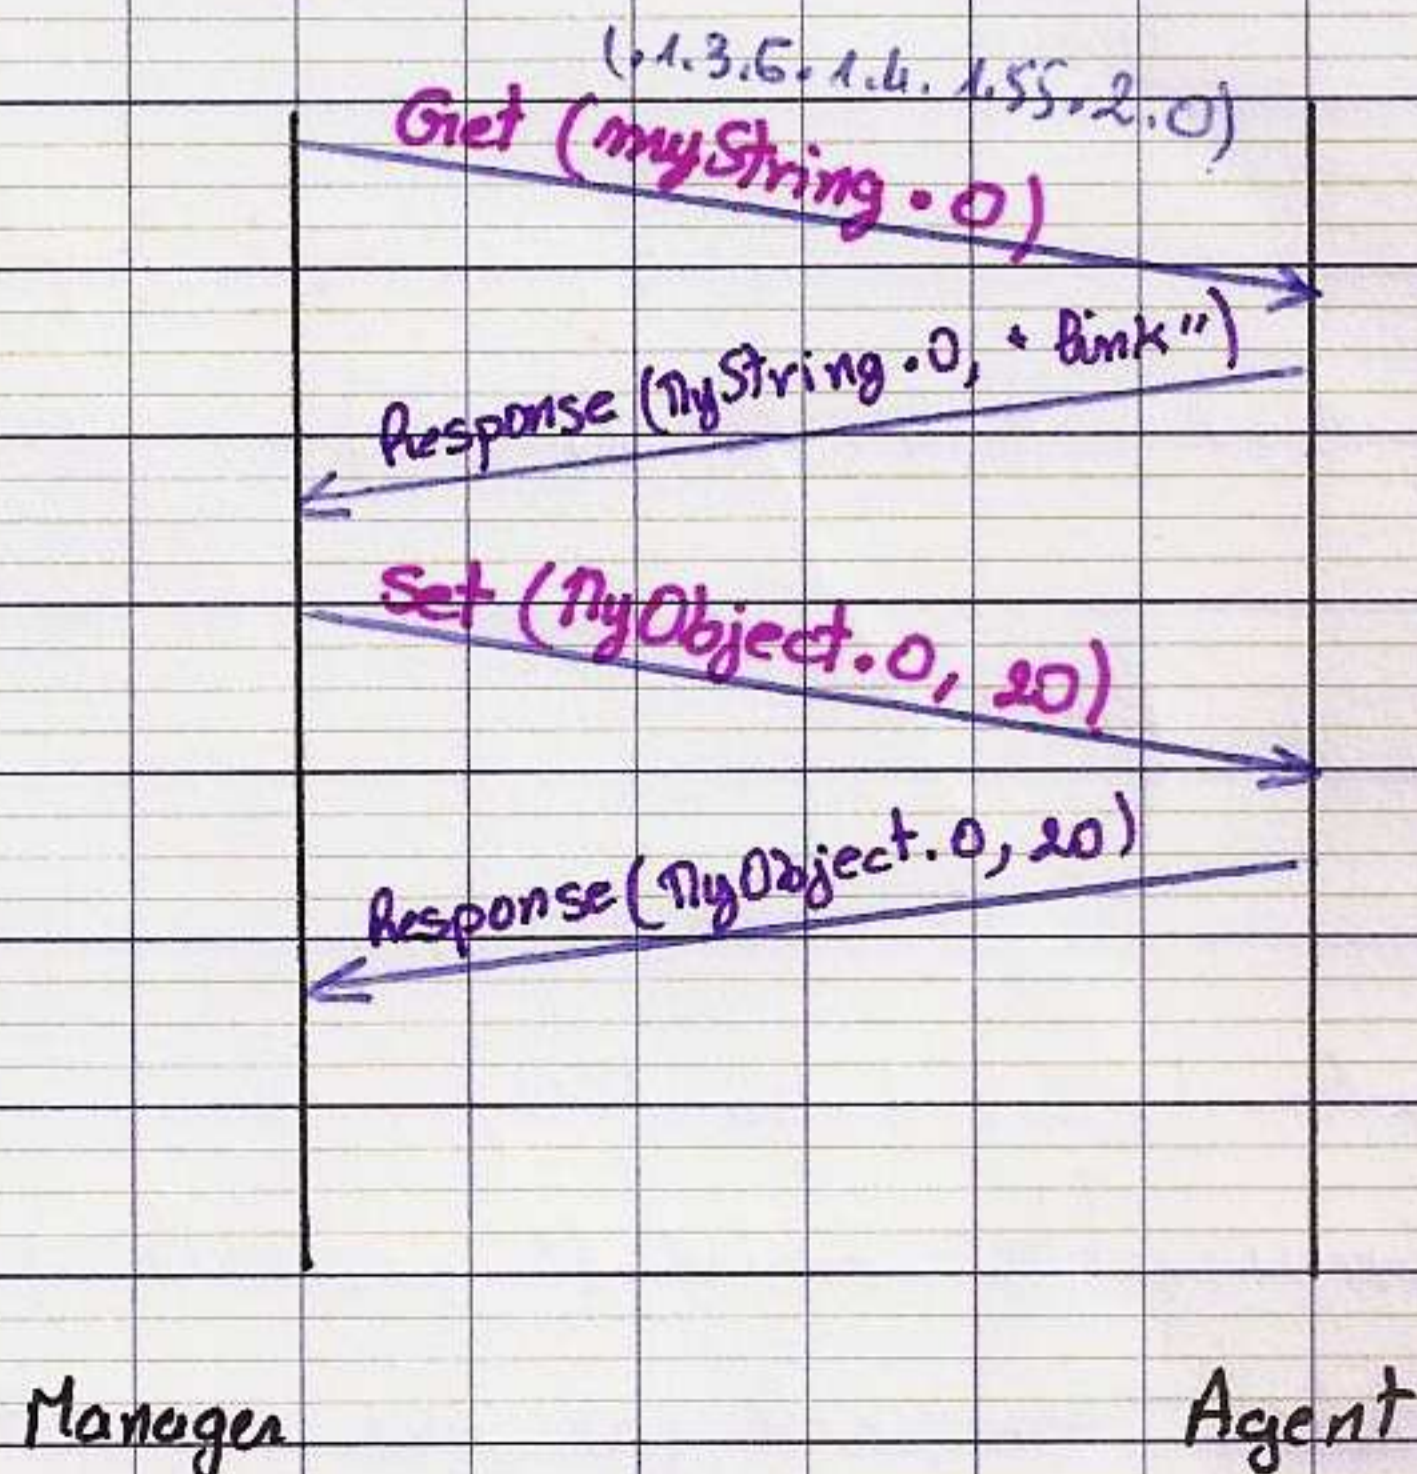 (.1.3.6.1.4.1.55.2.0)
Get (myString.0)
Response (MyString.0, "link")
Set (MyObject.0, 20)
Response (MyObject.0, 20)
Manager
Agent